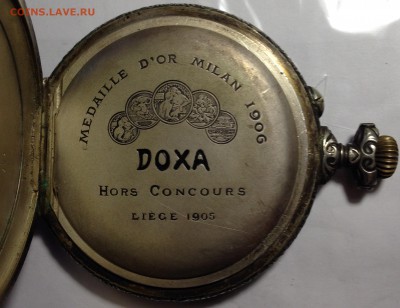 COINS.LAVE.RU
MEDAILLE D'OR MILAN 1906
DOXA
HORS CONCOURS
LIÈGE 1905